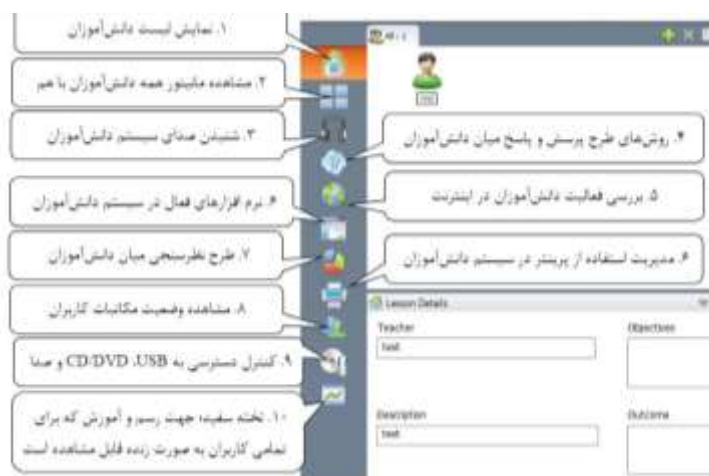 ۱. نمایش لیست دانش‌آموزان
All - 1
۲. مشاهده مانیتور همه دانش‌آموزان با هم
۳. شنیدن صدای سیستم دانش‌آموزان
۴. روش‌های طرح پرسش و پاسخ میان دانش‌آموزان
۵. بررسی فعالیت دانش‌آموزان در اینترنت
۶. نرم افزارهای فعال در سیستم دانش‌آموزان
۶. مدیریت استفاده از پرینتر در سیستم دانش‌آموزان
۷. طرح نظرسنجی میان دانش‌آموزان
۸. مشاهده وضعیت مکاتبات کاربران
۹. کنترل دسترسی به CD/DVD ،USB و صدا
۱۰. تخته سفید: جهت رسم و آموزش که برای
تمامی کاربران به صورت زنده قابل مشاهده است
Lesson Details
Teacher
Objectives
test
Description
Outcome
test